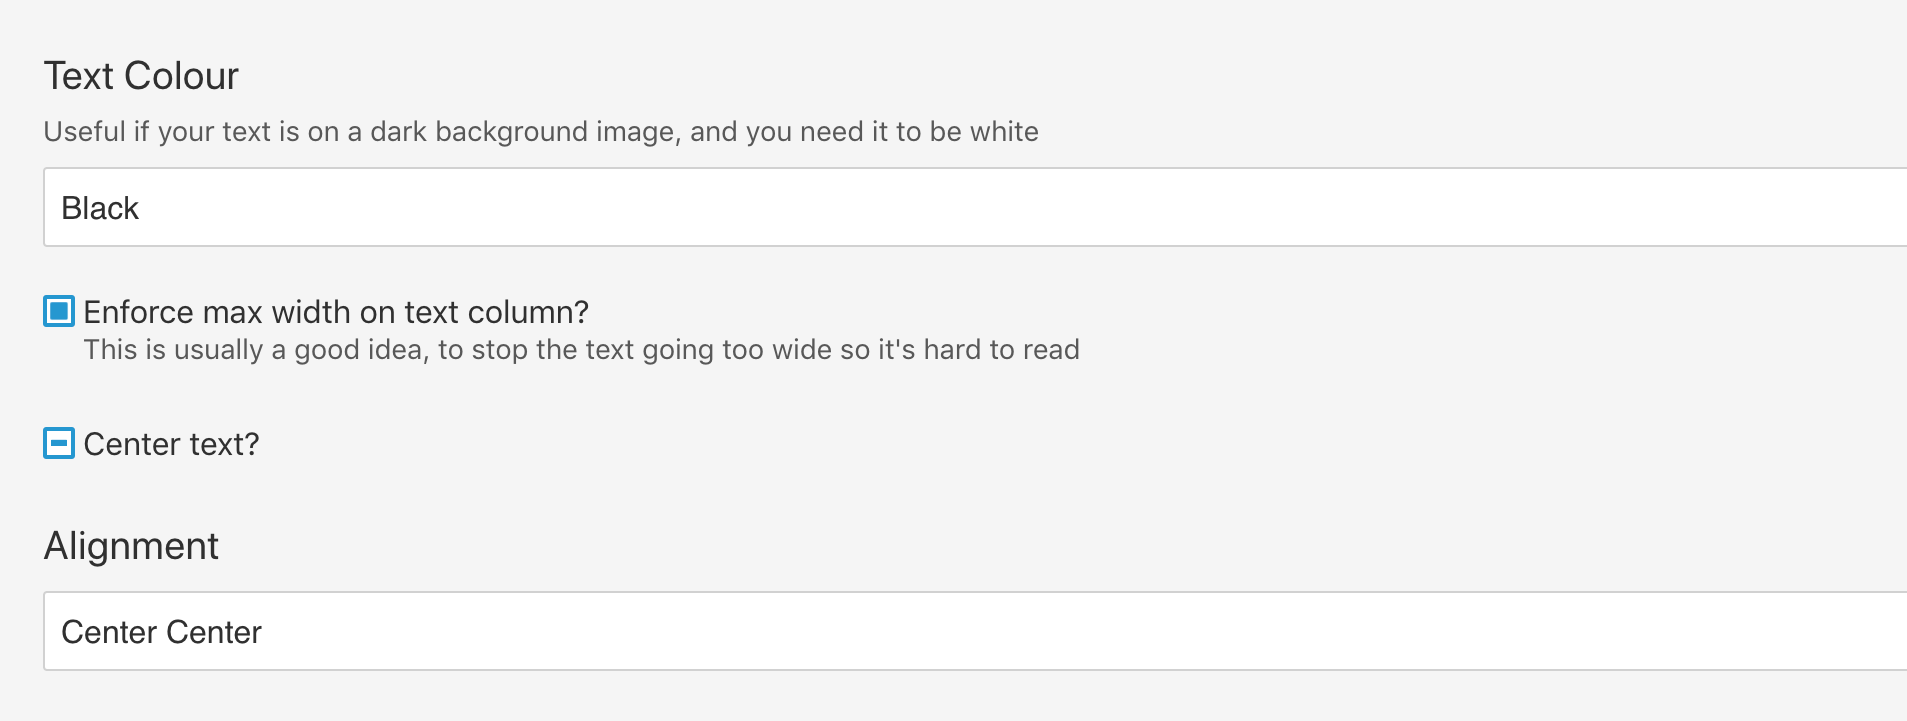 Text Colour
Useful if your text is on a dark background image, and you need it to be white
Black
Enforce max width on text column?
This is usually a good idea, to stop the text going too wide so it's hard to read
Center text?
Alignment
Center Center